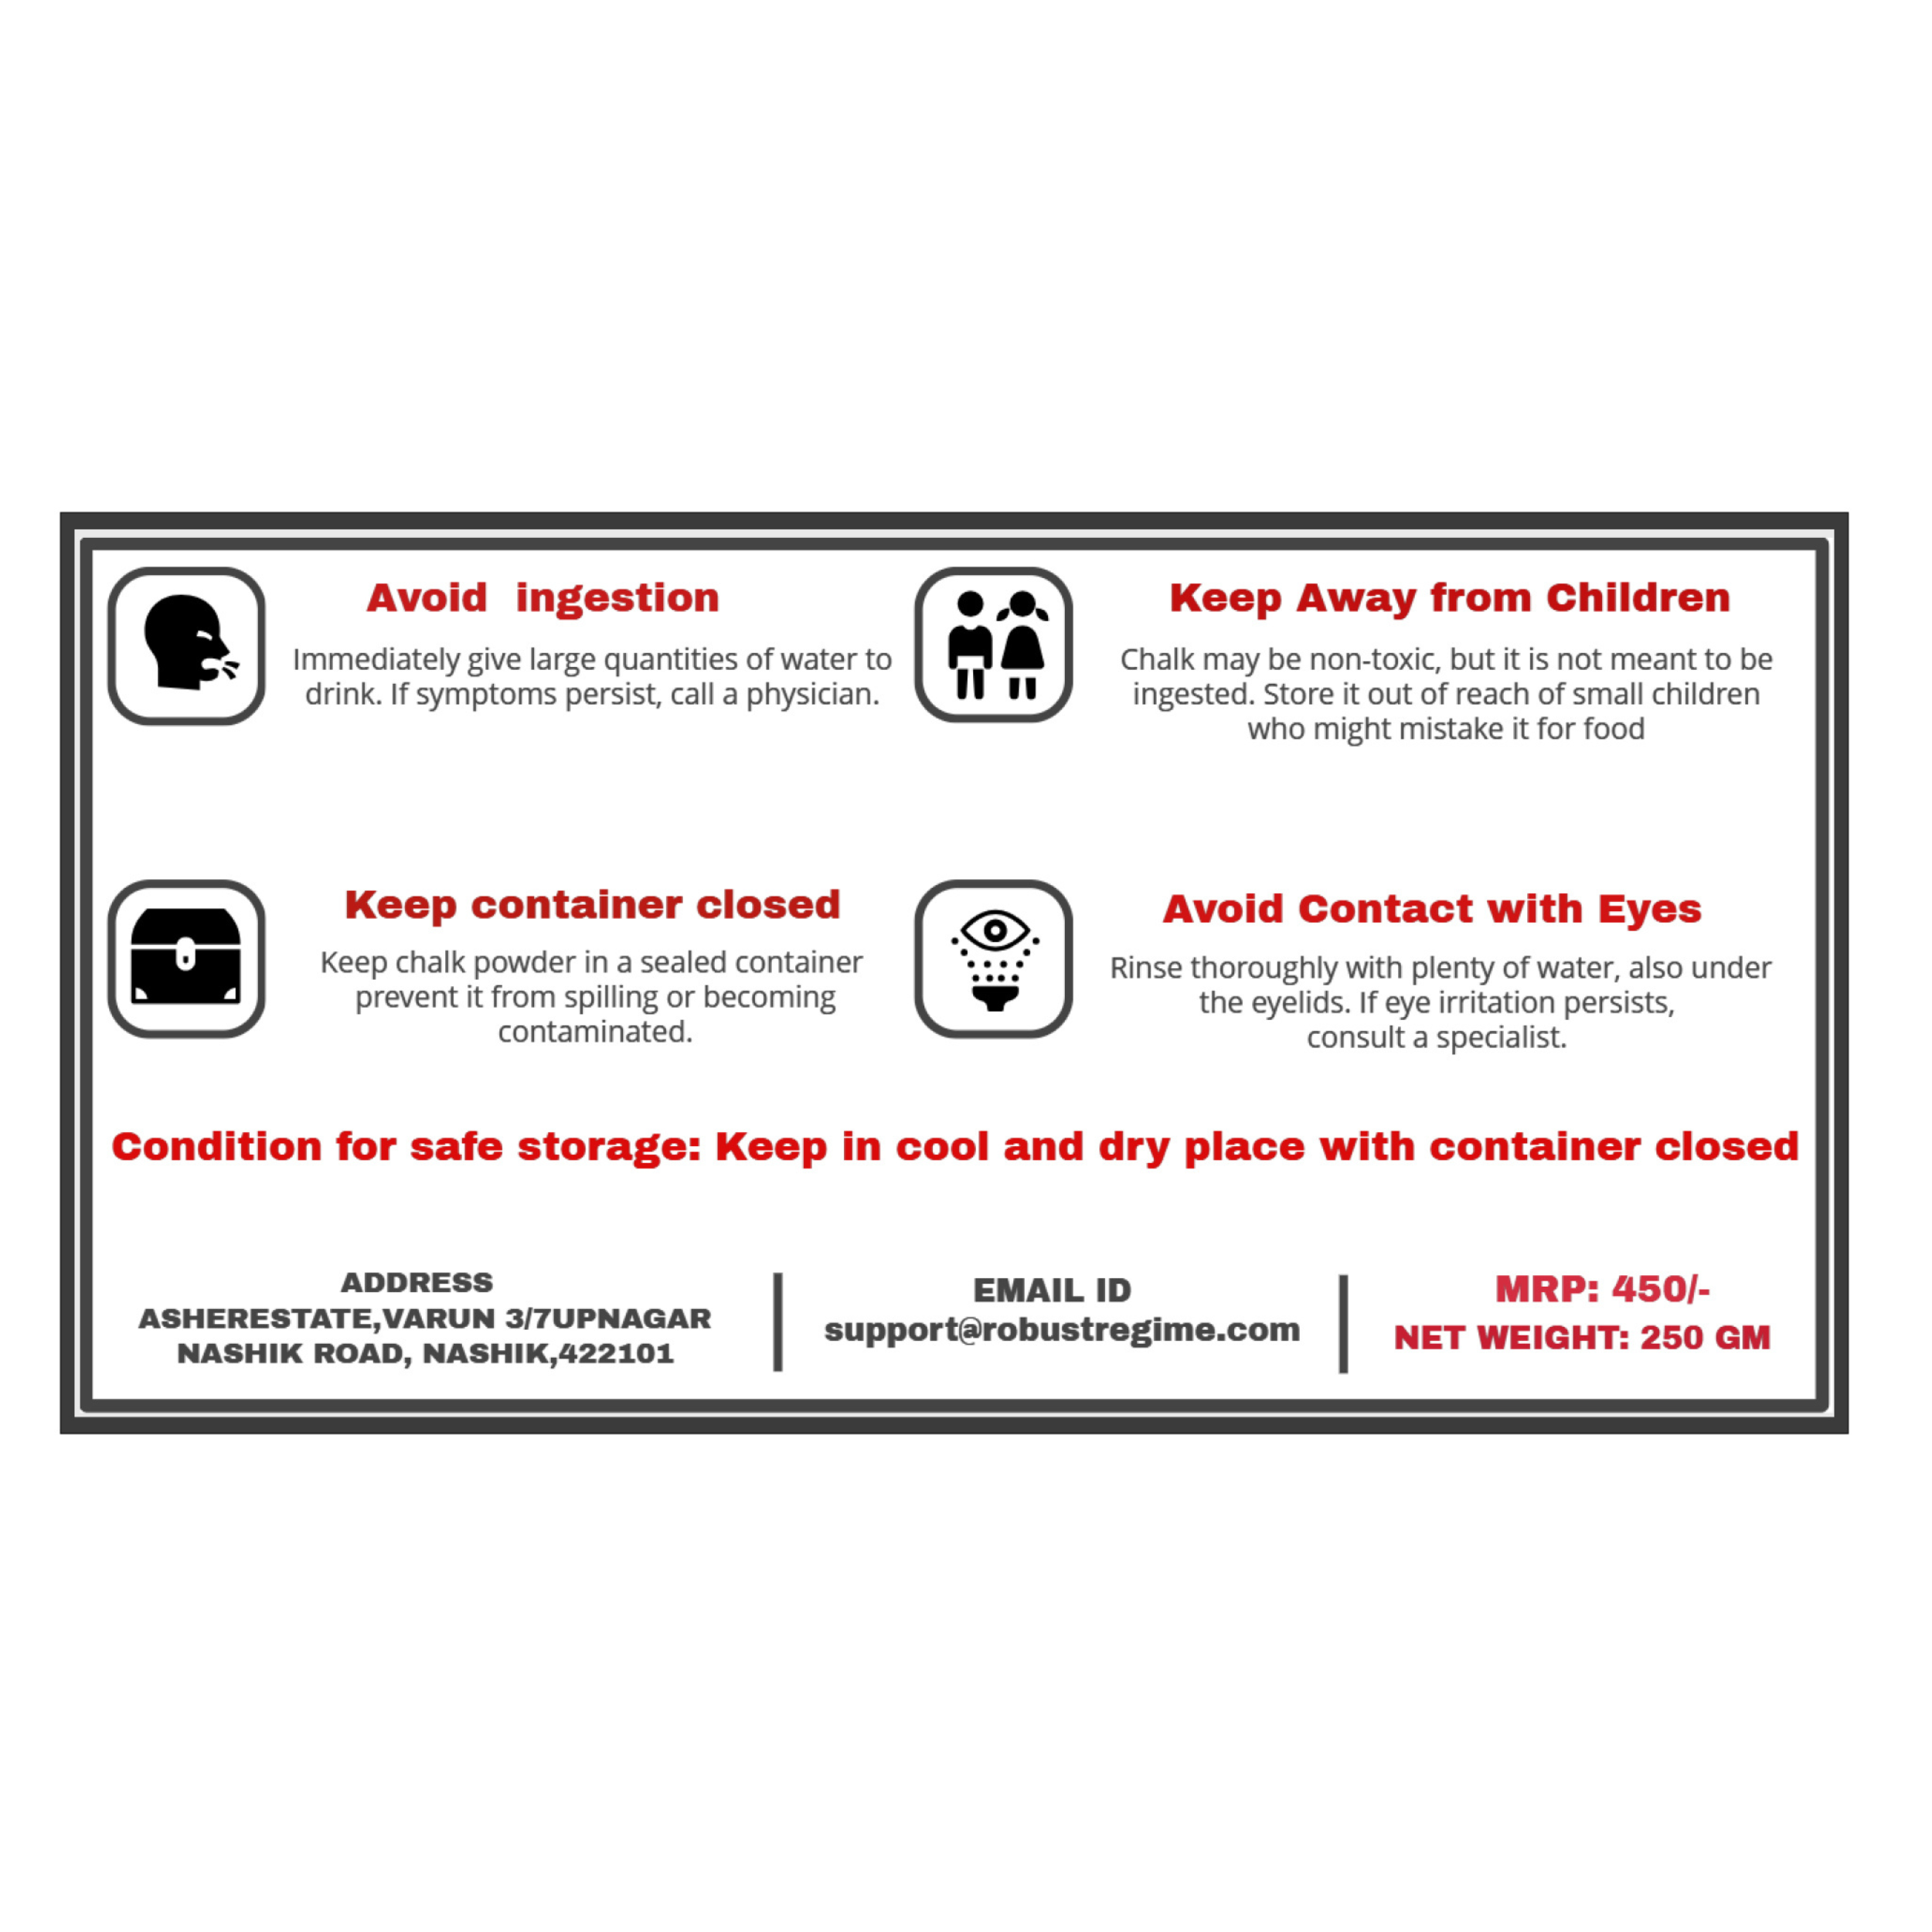 Avoid  ingestion
Immediately give large quantities of water to
drink. If symptoms persist, call a physician.
Keep Away from Children
Chalk may be non-toxic, but it is not meant to be
ingested. Store it out of reach of small children
who might mistake it for food
Keep container closed
Keep chalk powder in a sealed container
prevent it from spilling or becoming
contaminated.
Avoid Contact with Eyes
Rinse thoroughly with plenty of water, also under
the eyelids. If eye irritation persists,
consult a specialist.
Condition for safe storage: Keep in cool and dry place with container closed
ADDRESS
ASHERESTATE,VARUN 3/7UPNAGAR
NASHIK ROAD, NASHIK,422101
EMAIL ID
support@robustregime.com
MRP: 450/-
NET WEIGHT: 250 GM